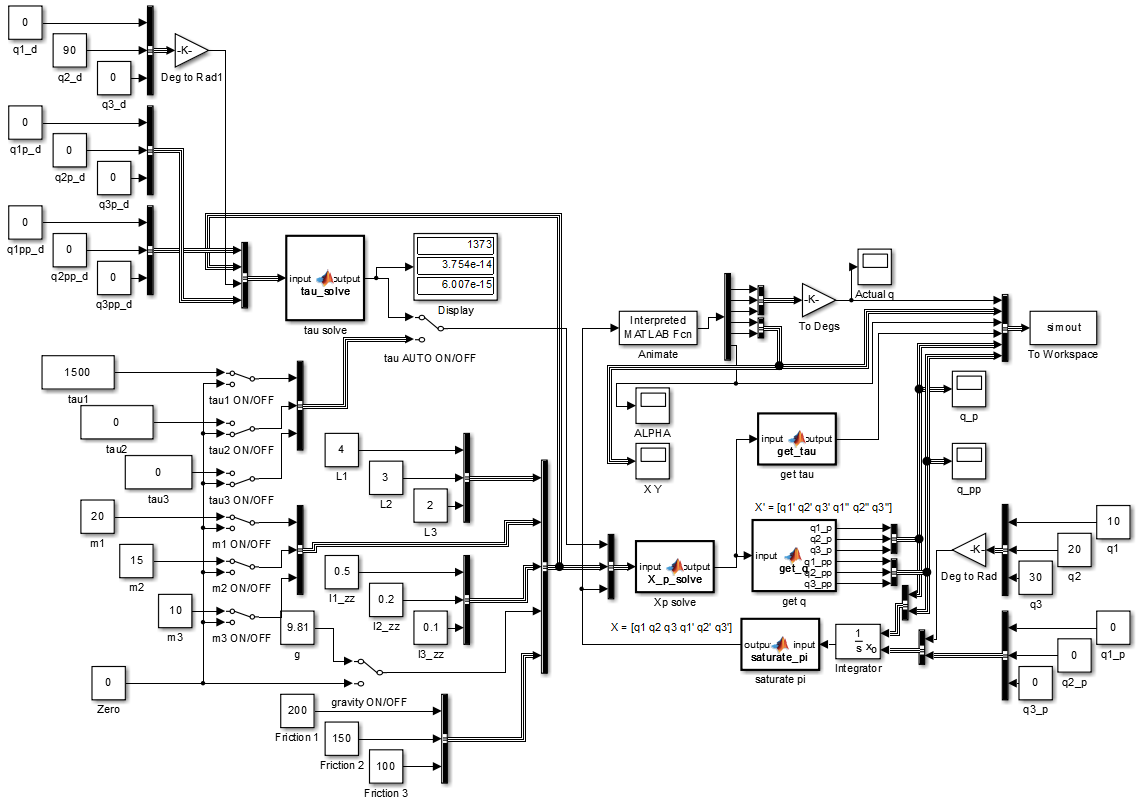 0
q1_d
90
q2_d
0
q3_d
-K-
Deg to Rad1
0
q1p_d
0
q2p_d
0
q3p_d
0
q1pp_d
0
q2pp_d
0
q3pp_d
input output
tau_solve
tau solve
1373
3.754e-14
6.007e-15
Display
tau AUTO ON/OFF
1500
tau1
tau1 ON/OFF
0
tau2
tau2 ON/OFF
0
tau3
tau3 ON/OFF
20
m1
m1 ON/OFF
15
m2
m2 ON/OFF
10
m3
m3 ON/OFF
0
Zero
4
L1
3
L2
2
L3
0.5
I1_zz
0.2
I2_zz
0.1
I3_zz
9.81
g
gravity ON/OFF
200
Friction 1
150
Friction 2
100
Friction 3
Interpreted
MATLAB Fcn
Animate
-K-
To Degs
Actual q
simout
To Workspace
ALPHA
X Y
input output
get_tau
get tau
q_p
q_pp
X' = [q1' q2' q3' q1" q2" q3"]
input output
X_p_solve
Xp solve
input
get_q
q1_p
q2_p
q3_p
q1_pp
q2_pp
q3_pp
get q
-K-
Deg to Rad
10
q1
20
q2
30
q3
X = [q1 q2 q3 q1' q2' q3']
output input
saturate_pi
saturate pi
1
s
x0
Integrator
0
q1_p
0
q2_p
0
q3_p